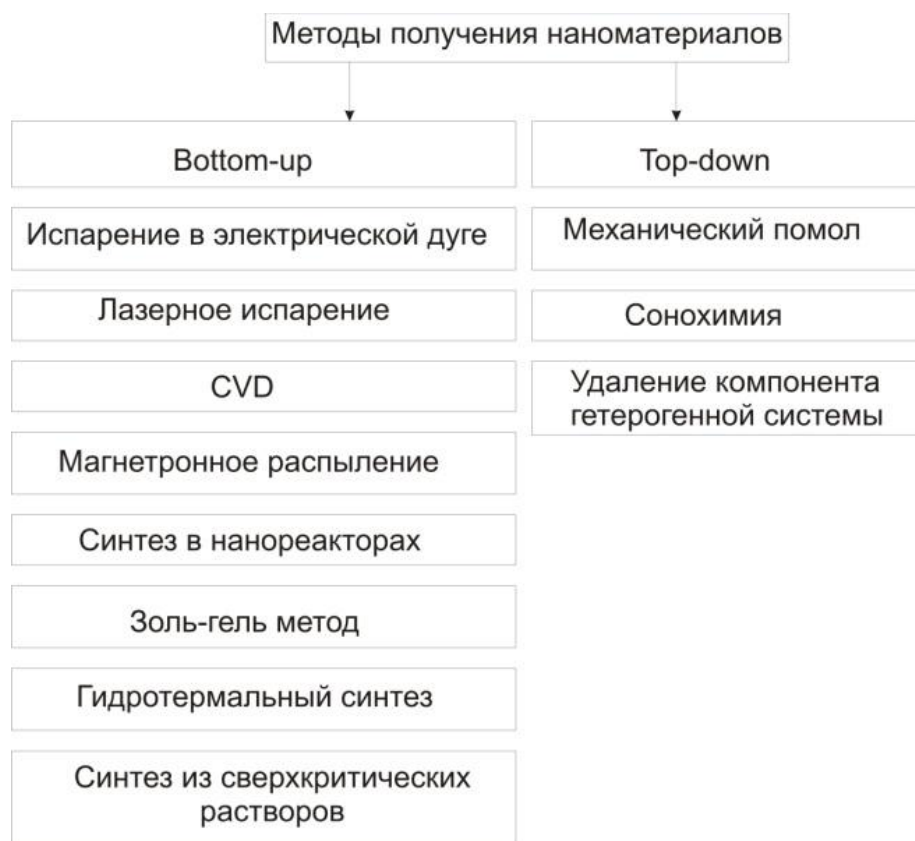 Методы получения наноматериалов
Bottom-up
Top-down
Испарение в электрической дуге
Механический помол
Лазерное испарение
Сонохимия
CVD
Удаление компонента
гетерогенной системы
Магнетронное распыление
Синтез в нанореакторах
Золь-гель метод
Гидротермальный синтез
Синтез из сверхкритических
растворов